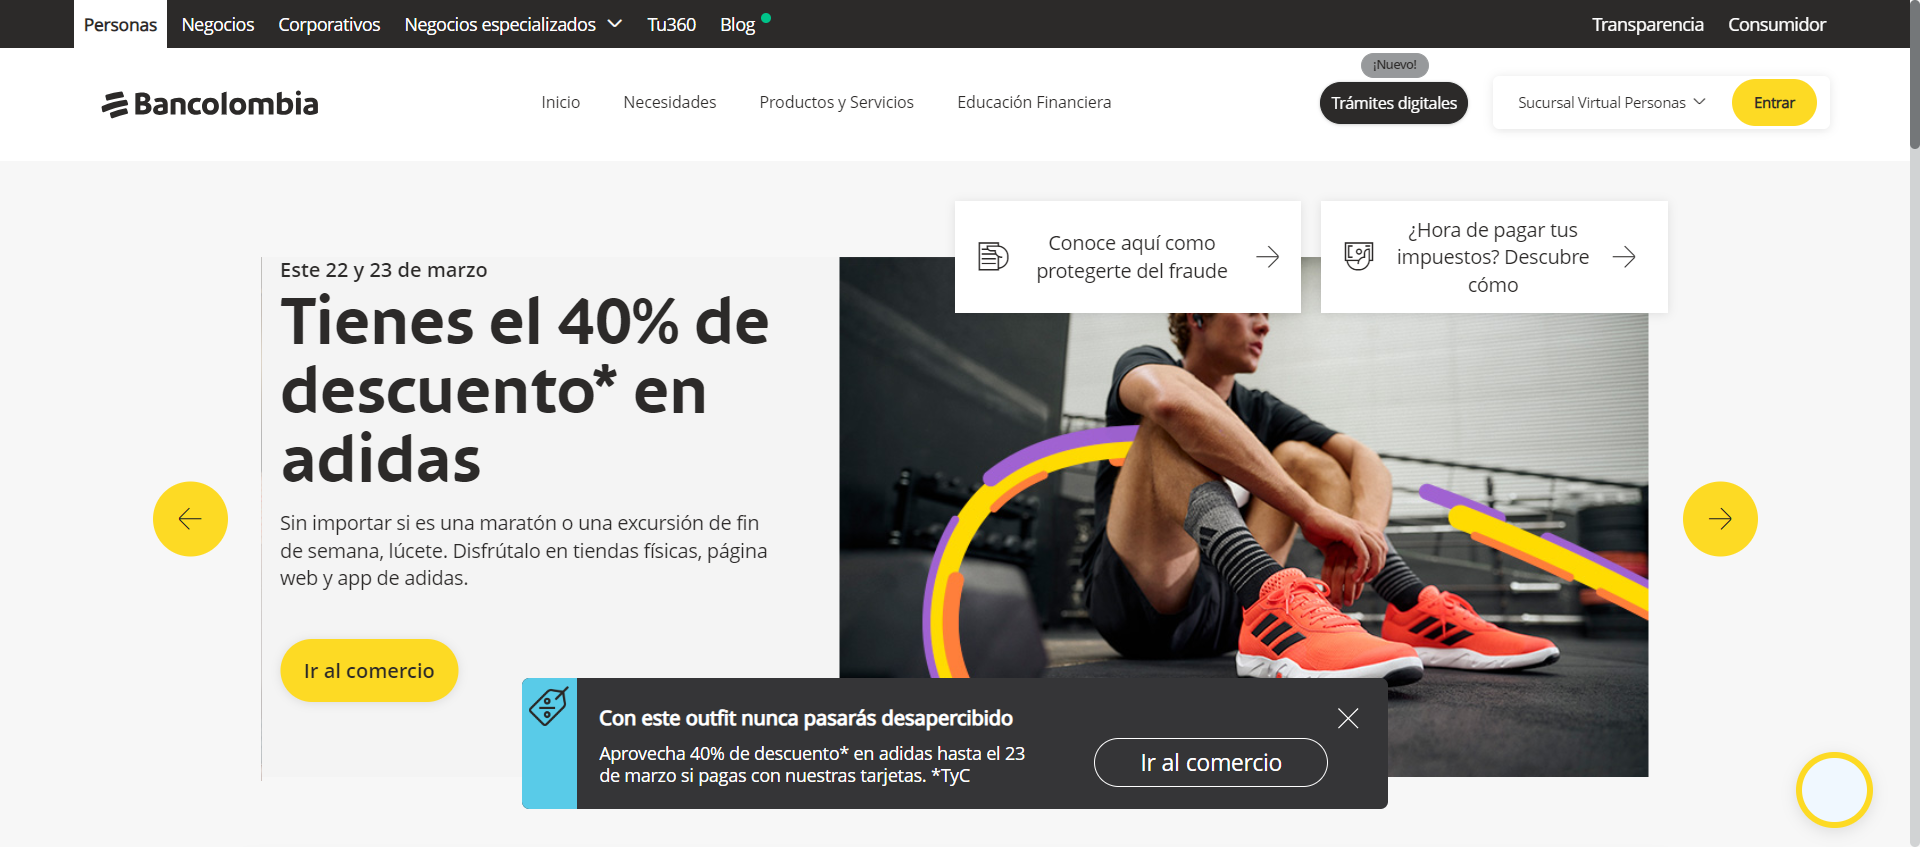 Personas
Negocios
Corporativos
Negocios especializados
Tu360
Blog
Transparencia
Consumidor
Bancolombia
Inicio
Necesidades
Productos y Servicios
Educación Financiera
¡Nuevo!
Trámites digitales
Sucursal Virtual Personas
Entrar
Conoce aquí como
protegerte del fraude
¿Hora de pagar tus
impuestos? Descubre
cómo
Este 22 y 23 de marzo
Tienes el 40% de
descuento* en
adidas
Sin importar si es una maratón o una excursión de fin
de semana, lúcete. Disfrútalo en tiendas físicas, página
web y app de adidas.
Ir al comercio
Con este outfit nunca pasarás desapercibido
Aprovecha 40% de descuento* en adidas hasta el 23
de marzo si pagas con nuestras tarjetas. *TyC
Ir al comercio